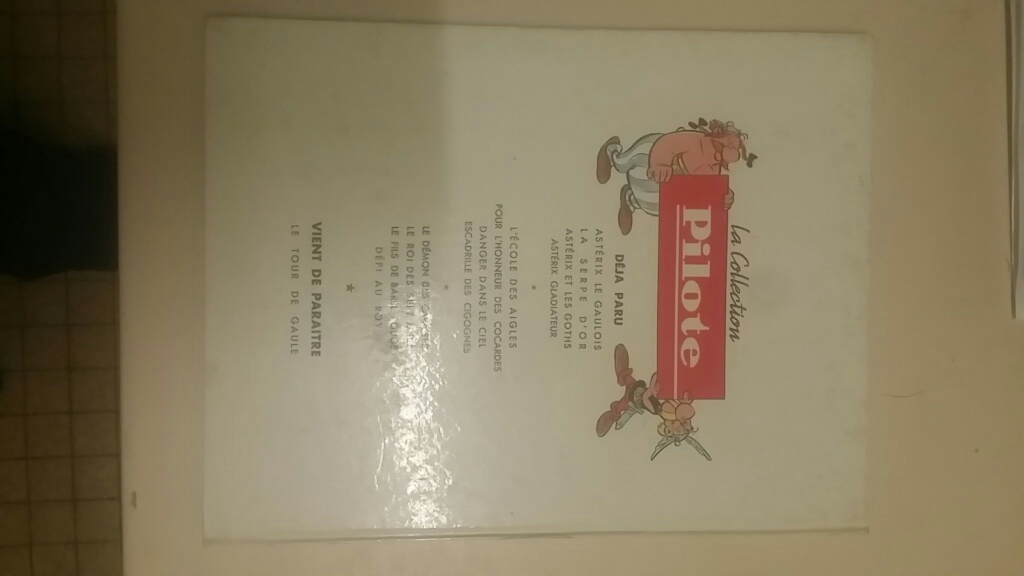 la Collection
Pilote
DÉJA PARU
ASTÉRIX LE GAULOIS
LA SERPE D'OR
ASTÉRIX ET LES GOTHS
ASTÉRIX GLADIATEUR
L'ÉCOLE DES AIGLES
POUR L'HONNEUR DES COCARDES
DANGER DANS LE CIEL
ESCADRILLE DES CIGOGNES
LE DÉMON DES
LE ROI DES
LE FILS DE
DÉFI AU ROY
VIENT DE PARAITRE
LE TOUR DE GAULE